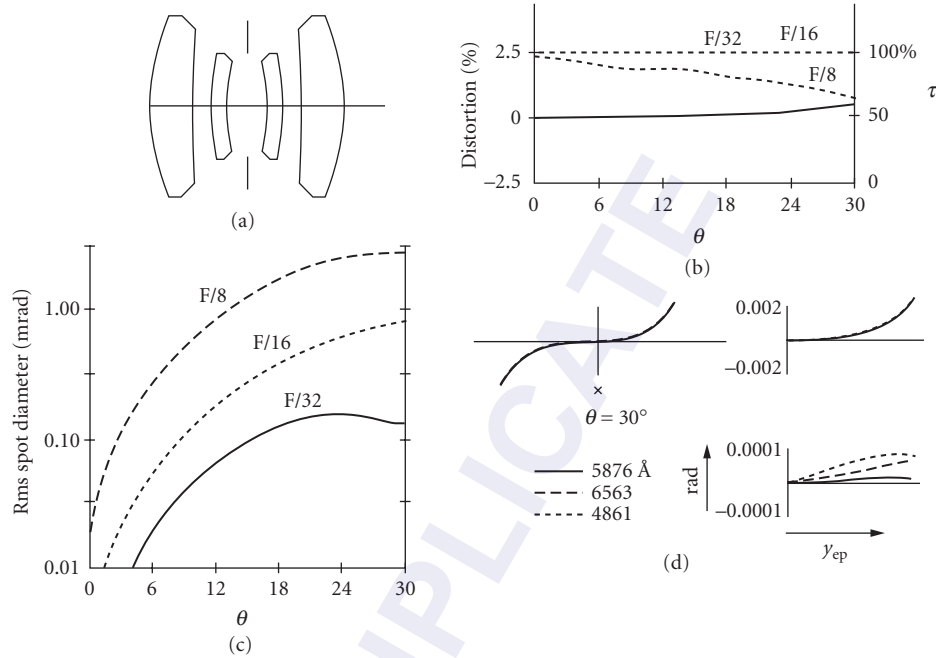 (a)
F/32 F/16
F/8
2.5
0
−2.5
Distortion (%)
100%
50
0
τ
0 6 12 18 24 30
θ
(b)
Rms spot diameter (mrad)
1.00
0.10
0.01
F/8
F/16
F/32
0 6 12 18 24 30
θ
(c)
θ = 30°
0.002
−0.002
5876 Å
6563
4861
rad
0.0001
−0.0001
y_ep
(d)
PLICATE